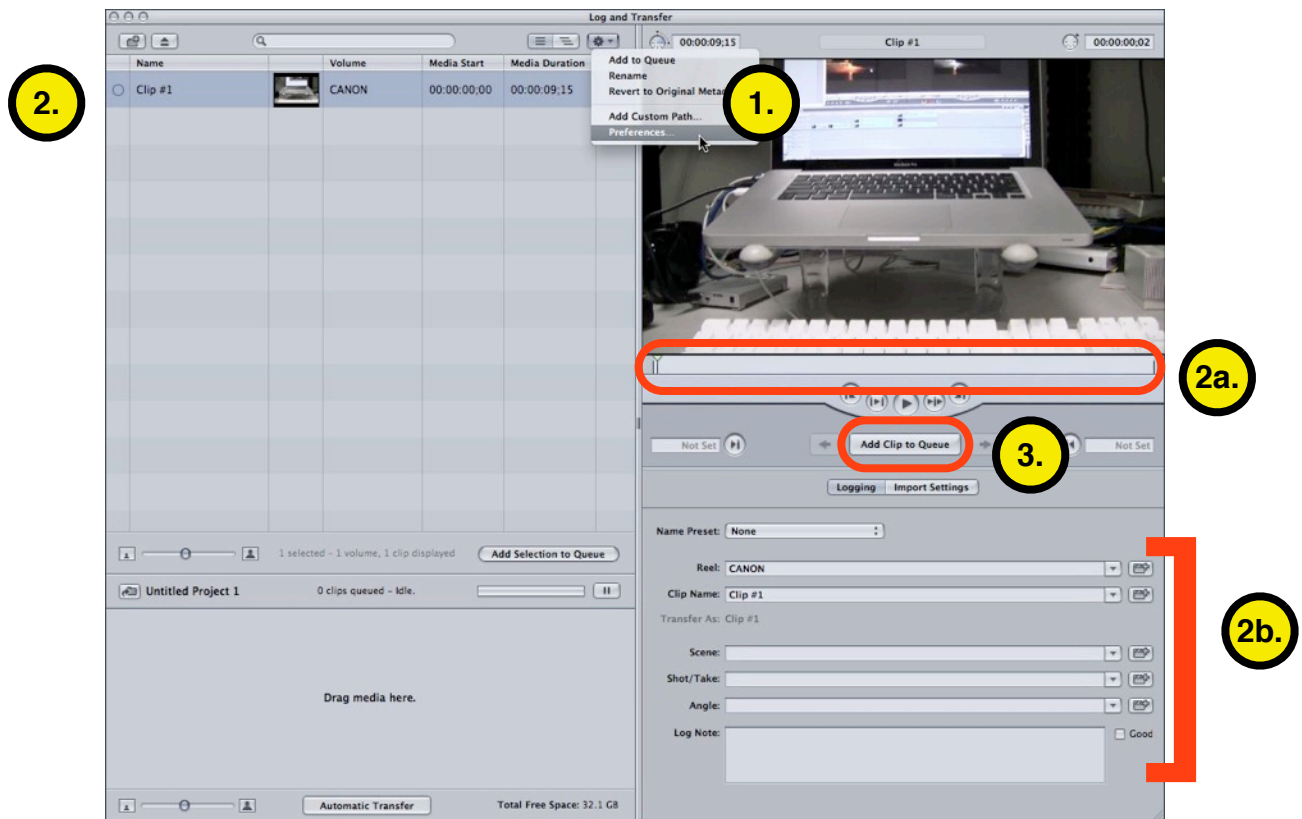 Log and Transfer
00:00:09;15
Clip #1
00:00:00;02
Name
Volume
Media Start
Media Duration
Clip #1
CANON
00:00:00;00
00:00:09;15
Add to Queue
Rename
Revert to Original Metad
Add Custom Path...
Preferences...
1.
2.
MacBook Pro
2a.
Not Set
Add Clip to Queue
3.
Not Set
Logging
Import Settings
Name Preset: None
1 selected – 1 volume, 1 clip displayed
Add Selection to Queue
Reel: CANON
Untitled Project 1
0 clips queued – Idle.
Clip Name: Clip #1
Transfer As: Clip #1
2b.
Scene:
Shot/Take:
Drag media here.
Angle:
Log Note:
Good
Automatic Transfer
Total Free Space: 32.1 GB